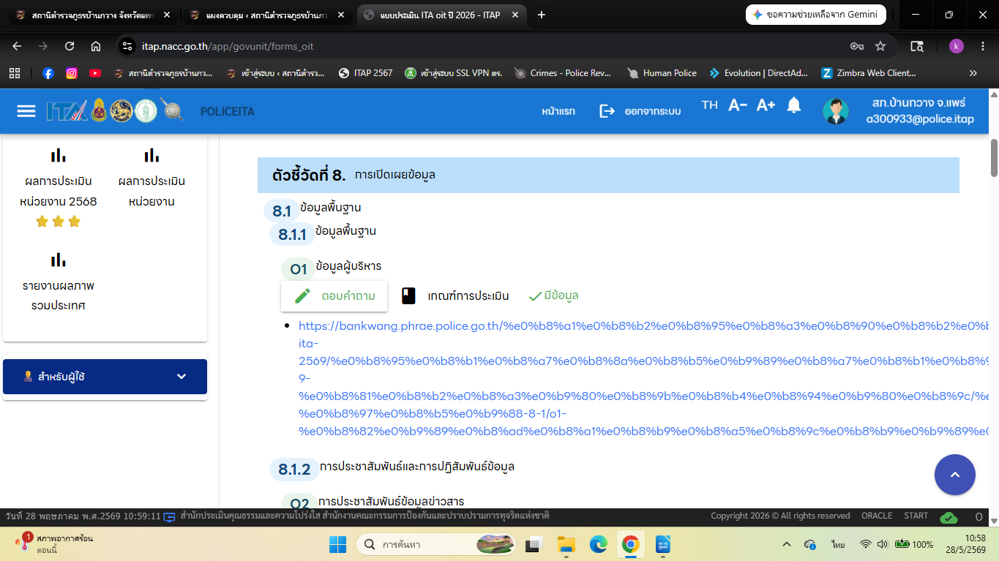 สถานีตำรวจภูธรบ้านกวาง จังหวัดแพร่
แผงควบคุม ‹ สถานีตำรวจภูธรบ้านกว
แบบประเมิน ITA oit ปี 2026 - ITAP
ขอความช่วยเหลือจาก Gemini
itap.nacc.go.th/app/govunit/forms_oit
k
สถานีตำรวจภูธรบ้านกว...
เข้าสู่ระบบ ‹ สถานีตำรว...
ITAP 2567
เข้าสู่ระบบ SSL VPN ตร.
Crimes - Police Rev...
Human Police
Evolution | DirectAd...
Zimbra Web Client...
ITA
POLICEITA
หน้าแรก
ออกจากระบบ
TH A- A+
สภ.บ้านกวาง จ.แพร่
a300933@police.itap
ผลการประเมิน
หน่วยงาน 2568
ผลการประเมิน
หน่วยงาน
รายงานผลภาพ
รวมประเทศ
สำหรับผู้ใช้
ตัวชี้วัดที่ 8. การเปิดเผยข้อมูล
8.1 ข้อมูลพื้นฐาน
8.1.1 ข้อมูลพื้นฐาน
O1 ข้อมูลผู้บริหาร
ตอบคำถาม เกณฑ์การประเมิน มีข้อมูล
https://bankwang.phrae.police.go.th/%e0%b8%a1%e0%b8%b2%e0%b8%95%e0%b8%a3%e0%b8%90%e0%b8%b2%e0%b
ita-
2569/%e0%b8%95%e0%b8%b1%e0%b8%a7%e0%b8%8a%e0%b8%b5%e0%b9%89%e0%b8%a7%e0%b8%b1%e0%b8%9
9-
%e0%b8%81%e0%b8%b2%e0%b8%a3%e0%b9%80%e0%b8%9b%e0%b8%b4%e0%b8%94%e0%b9%80%e0%b8%9c/%e
%e0%b8%97%e0%b8%b5%e0%b9%88-8-1/o1-
%e0%b8%82%e0%b9%89%e0%b8%ad%e0%b8%a1%e0%b8%b9%e0%b8%a5%e0%b8%9c%e0%b8%b9%e0%b9%89%e0
8.1.2 การประชาสัมพันธ์และการปฏิสัมพันธ์ข้อมูล
O2 การประชาสัมพันธ์ข้อมูลข่าวสาร
วันที่ 28 พฤษภาคม พ.ศ.2569 10:59:11 สำนักประเมินคุณธรรมและความโปร่งใส สำนักงานคณะกรรมการป้องกันและปราบปรามการทุจริตแห่งชาติ
Copyright 2026 © All rights reserved ORACLE START 0
1
สภาพอากาศร้อน
ตอนนี้
การค้นหา
ไทย
100%
10:58
28/5/2569